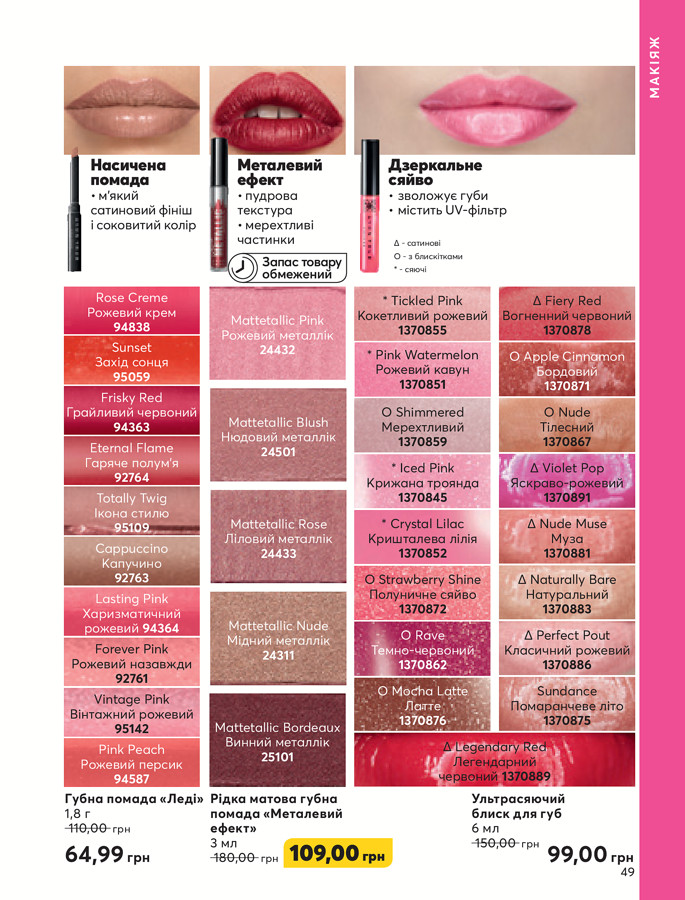 МАКІЯЖ
Насичена
помада
• м'який
сатиновий фініш
і соковитий колір
Металевий
ефект
• пудрова
текстура
• мерехтливі
частинки
METALLIC
Запас товару
обмежений
Дзеркальне
сяйво
• зволожує губи
• містить UV-фільтр
Δ - сатинові
О - з блискітками
* - сяючі
Rose Creme
Рожевий крем
94838
Sunset
Захід сонця
95059
Frisky Red
Грайливий червоний
94363
Eternal Flame
Гаряче полум'я
92764
Totally Twig
Ікона стилю
95109
Cappuccino
Капучино
92763
Lasting Pink
Харизматичний
рожевий 94364
Forever Pink
Рожевий назавжди
92761
Vintage Pink
Вінтажний рожевий
95142
Pink Peach
Рожевий персик
94587
Mattetallic Pink
Рожевий металлік
24432
Mattetallic Blush
Нюдовий металлік
24501
Mattetallic Rose
Ліловий металлік
24433
Mattetallic Nude
Мідний металлік
24311
Mattetallic Bordeaux
Винний металлік
25101
* Tickled Pink
Кокетливий рожевий
1370855
* Pink Watermelon
Рожевий кавун
1370851
О Shimmered
Мерехтливий
1370859
* Iced Pink
Крижана троянда
1370845
* Crystal Lilac
Кришталева лілія
1370852
О Strawberry Shine
Полуничне сяйво
1370872
О Rave
Темно-червоний
1370862
О Mocha Latte
Латте
1370876
Δ Fiery Red
Вогненний червоний
1370878
О Apple Cinnamon
Бордовий
1370871
О Nude
Тілесний
1370867
Δ Violet Pop
Яскраво-рожевий
1370891
Δ Nude Muse
Муза
1370881
Δ Naturally Bare
Натуральний
1370883
Δ Perfect Pout
Класичний рожевий
1370886
Sundance
Помаранчеве літо
1370875
Δ Legendary Red
Легендарний
червоний 1370889
Губна помада «Леді»
1,8 г
110,00 грн
64,99 грн
Рідка матова губна
помада «Металевий
ефект»
3 мл
180,00 грн
109,00 грн
Ультрасяючий
блиск для губ
6 мл
150,00 грн
99,00 грн
49